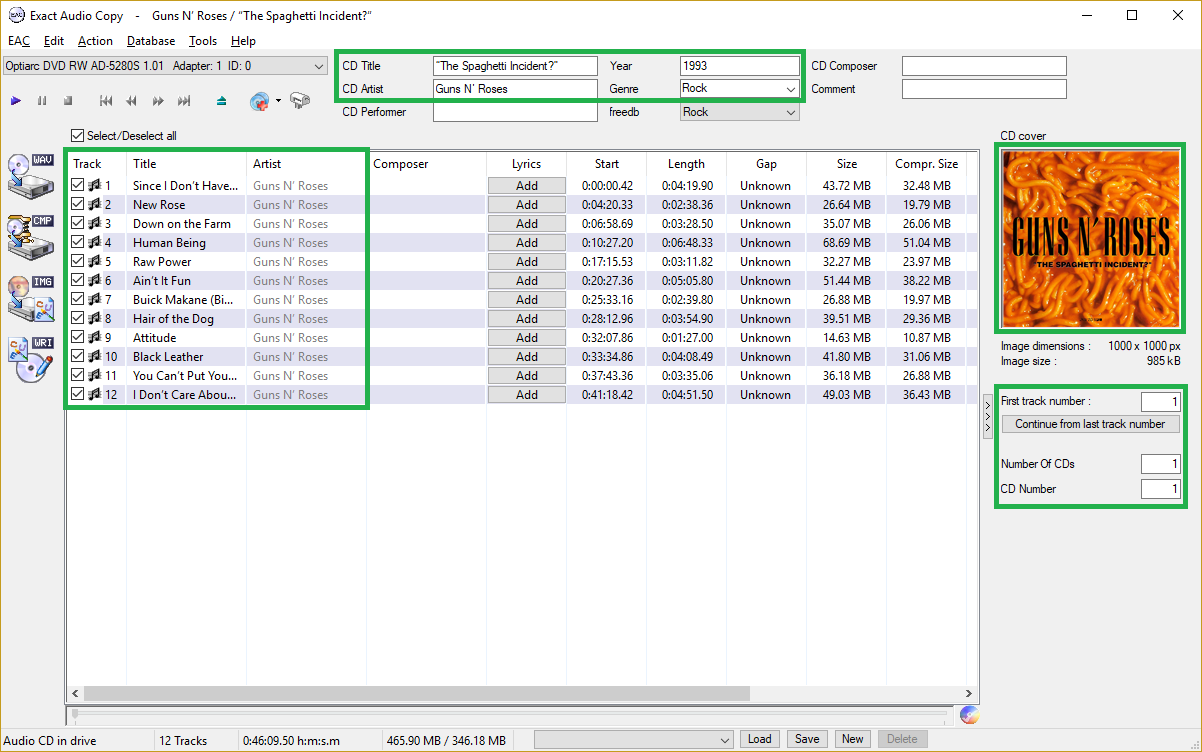 Exact Audio Copy - Guns N’ Roses / “The Spaghetti Incident?”
EAC Edit Action Database Tools Help
Optiarc DVD RW AD-5280S 1.01 Adapter: 1 ID: 0
CD Title “The Spaghetti Incident?” Year 1993 CD Composer
CD Artist Guns N’ Roses Genre Rock Comment
CD Performer freedb Rock
Select/Deselect all
CD cover
WAV
CMP
IMG
WRI
Track Title Artist Composer Lyrics Start Length Gap Size Compr. Size
1 Since I Don’t Have... Guns N’ Roses Add 0:00:00.42 0:04:19.90 Unknown 43.72 MB 32.48 MB
2 New Rose Guns N’ Roses Add 0:04:20.33 0:02:38.36 Unknown 26.64 MB 19.79 MB
3 Down on the Farm Guns N’ Roses Add 0:06:58.69 0:03:28.50 Unknown 35.07 MB 26.06 MB
4 Human Being Guns N’ Roses Add 0:10:27.20 0:06:48.33 Unknown 68.69 MB 51.04 MB
5 Raw Power Guns N’ Roses Add 0:17:15.53 0:03:11.82 Unknown 32.27 MB 23.97 MB
6 Ain’t It Fun Guns N’ Roses Add 0:20:27.36 0:05:05.80 Unknown 51.44 MB 38.22 MB
7 Buick Makane (Bi... Guns N’ Roses Add 0:25:33.16 0:02:39.80 Unknown 26.88 MB 19.97 MB
8 Hair of the Dog Guns N’ Roses Add 0:28:12.96 0:03:54.90 Unknown 39.51 MB 29.36 MB
9 Attitude Guns N’ Roses Add 0:32:07.86 0:01:27.00 Unknown 14.63 MB 10.87 MB
10 Black Leather Guns N’ Roses Add 0:33:34.86 0:04:08.49 Unknown 41.80 MB 31.06 MB
11 You Can’t Put You... Guns N’ Roses Add 0:37:43.36 0:03:35.06 Unknown 36.18 MB 26.88 MB
12 I Don’t Care Abou... Guns N’ Roses Add 0:41:18.42 0:04:51.50 Unknown 49.03 MB 36.43 MB
GUNS N’ ROSES
“THE SPAGHETTI INCIDENT?”
Image dimensions : 1000 x 1000 px
Image size : 985 kB
First track number : 1
Continue from last track number
Number Of CDs 1
CD Number 1
Audio CD in drive 12 Tracks 0:46:09.50 h:m:s.m 465.90 MB / 346.18 MB Load Save New Delete